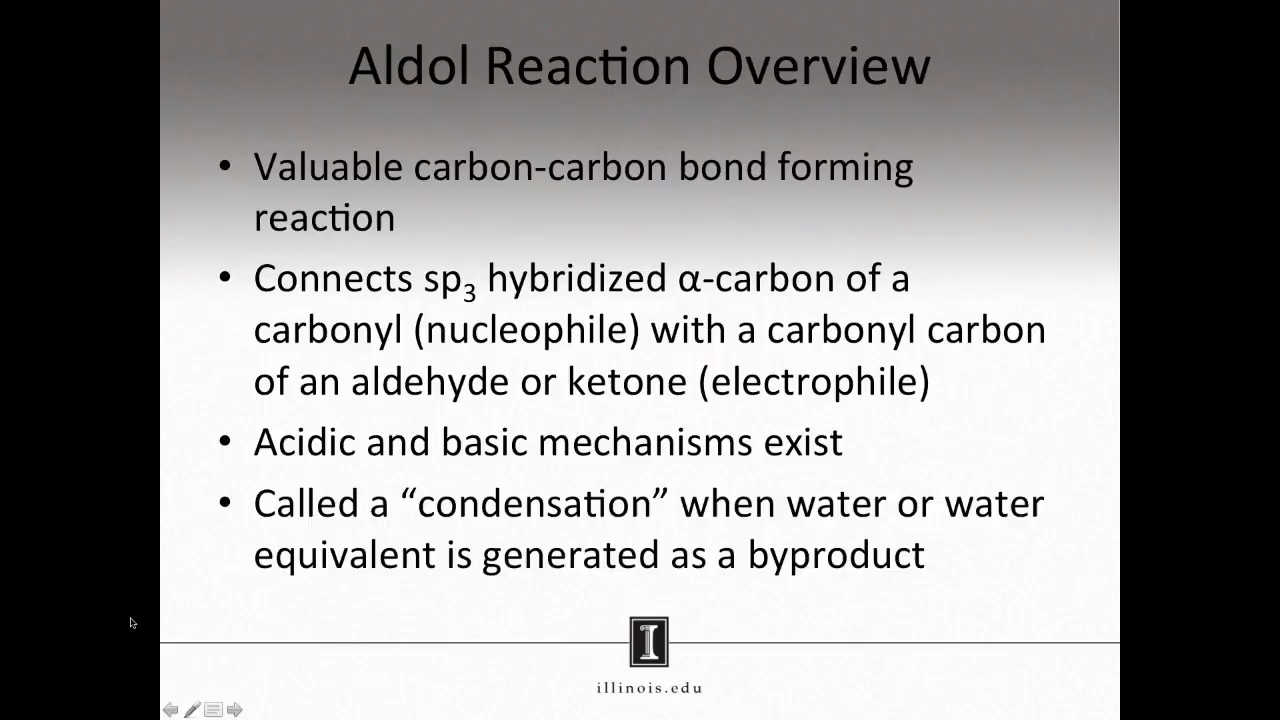 Aldol Reaction Overview
• Valuable carbon-carbon bond forming
reaction
• Connects sp₃ hybridized α-carbon of a
carbonyl (nucleophile) with a carbonyl carbon
of an aldehyde or ketone (electrophile)
• Acidic and basic mechanisms exist
• Called a “condensation” when water or water
equivalent is generated as a byproduct
I
illinois.edu